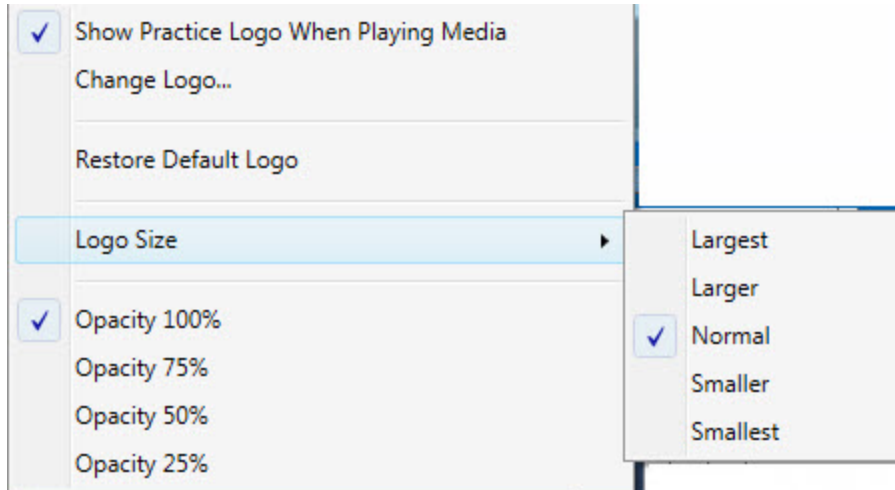 Show Practice Logo When Playing Media
Change Logo...
Restore Default Logo
Logo Size
Opacity 100%
Opacity 75%
Opacity 50%
Opacity 25%
Largest
Larger
Normal
Smaller
Smallest